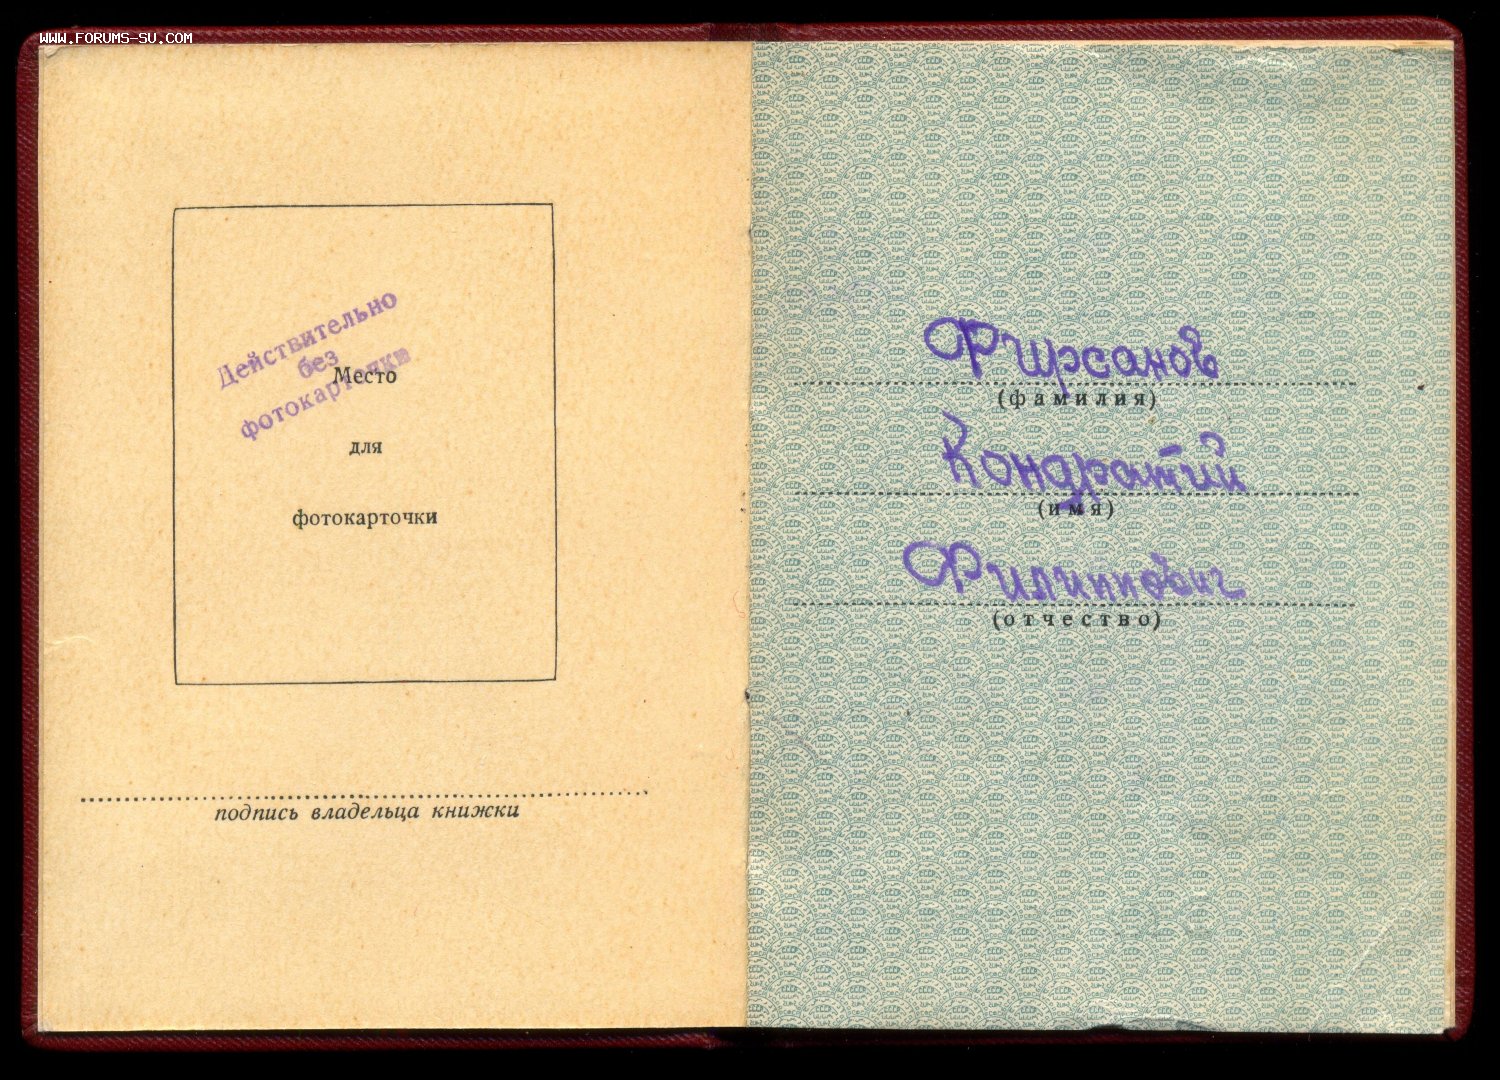 WWW.FORUMS-SU.COM
Действительно
без
фотокарточки
Место
для
фотокарточки
подпись владельца книжки
Фирсанов
(фамилия)
Кондратий
(имя)
Филиппович
(отчество)